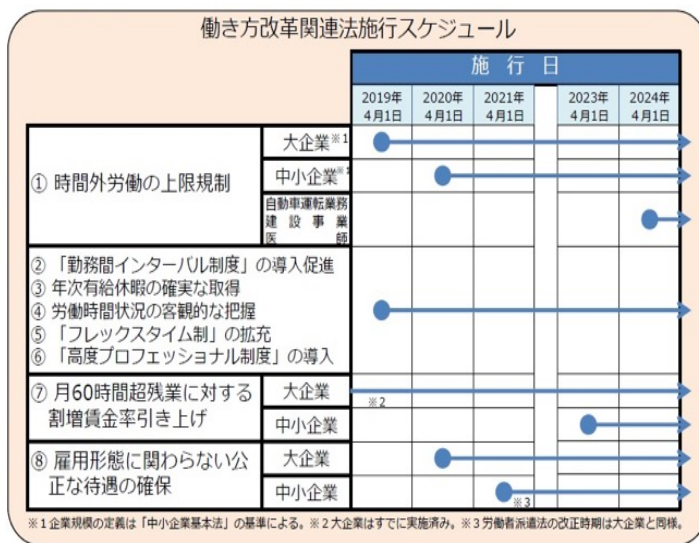 働き方改革関連法施行スケジュール
施行日
2019年
4月1日
2020年
4月1日
2021年
4月1日
2023年
4月1日
2024年
4月1日
① 時間外労働の上限規制
大企業※1
中小企業※1
自動車運転業務
建設事業
医師
② 「勤務間インターバル制度」の導入促進
③ 年次有給休暇の確実な取得
④ 労働時間状況の客観的な把握
⑤ 「フレックスタイム制」の拡充
⑥ 「高度プロフェッショナル制度」の導入
⑦ 月60時間超残業に対する
割増賃金率引き上げ
大企業
※2
中小企業
⑧ 雇用形態に関わらない公
正な待遇の確保
大企業
中小企業
※3
※1企業規模の定義は「中小企業基本法」の基準による。※2大企業はすでに実施済み。※3労働者派遣法の改正時期は大企業と同様。